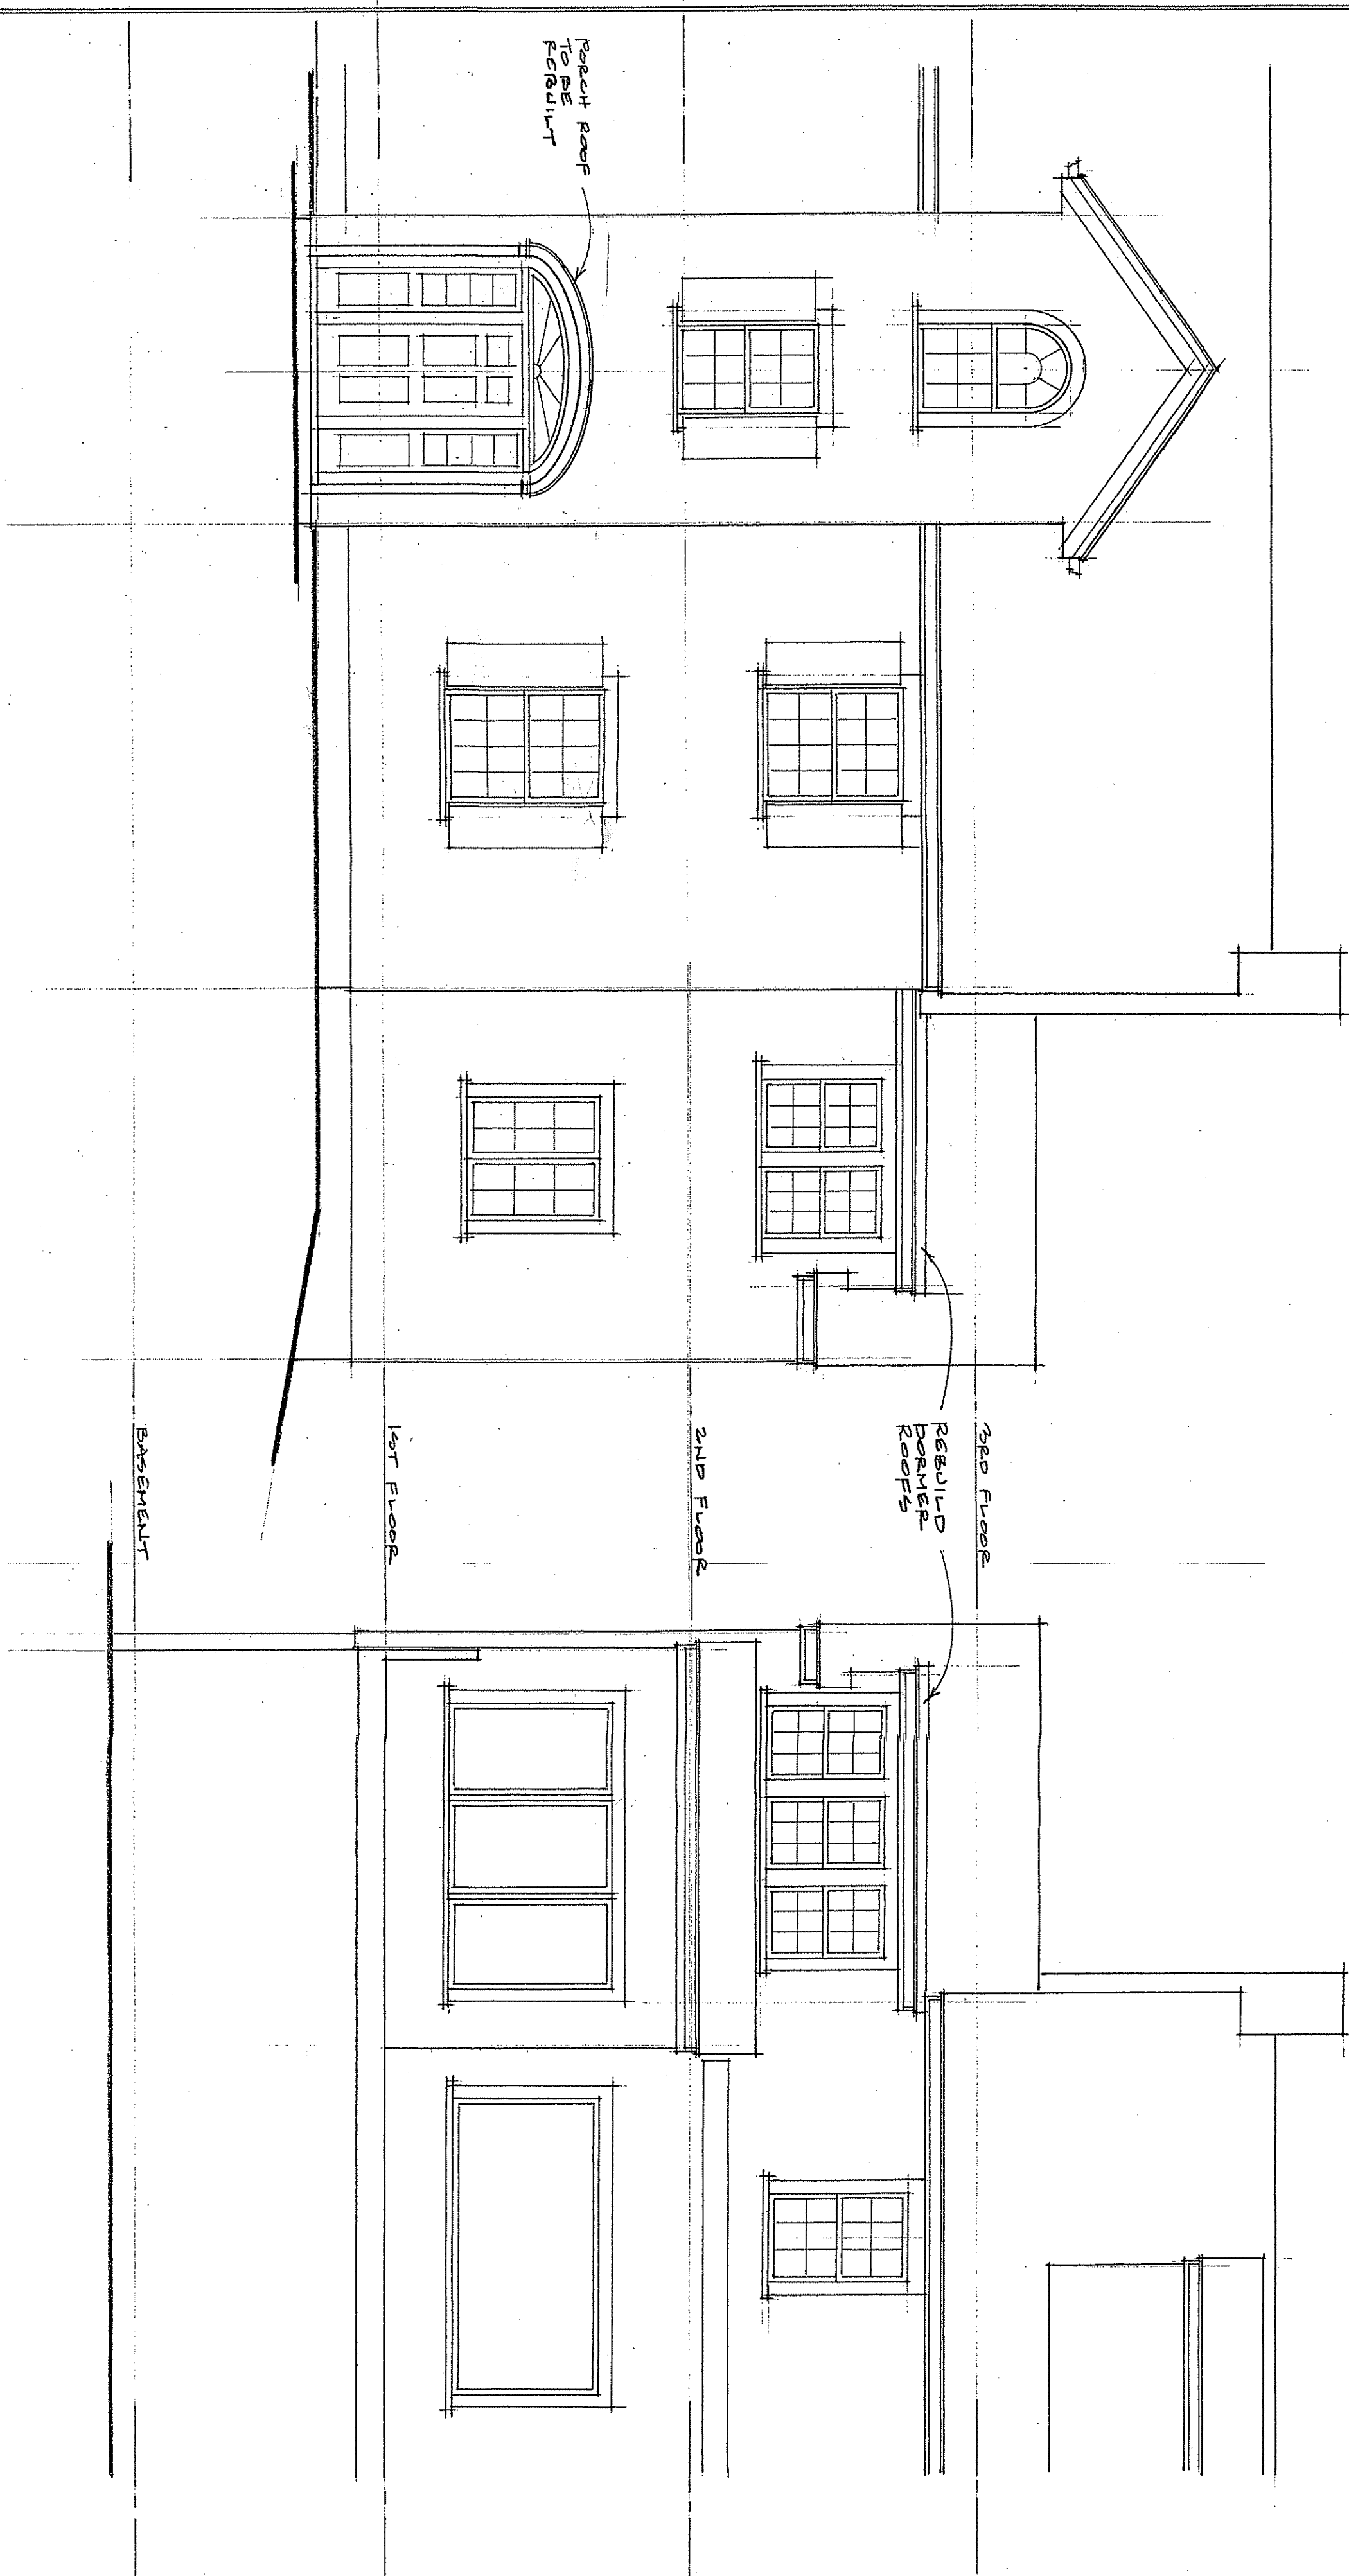 PORCH ROOF
TO BE
REBUILT
3RD FLOOR
REBUILD
DORMER
ROOFS
2ND FLOOR
1ST FLOOR
BASEMENT